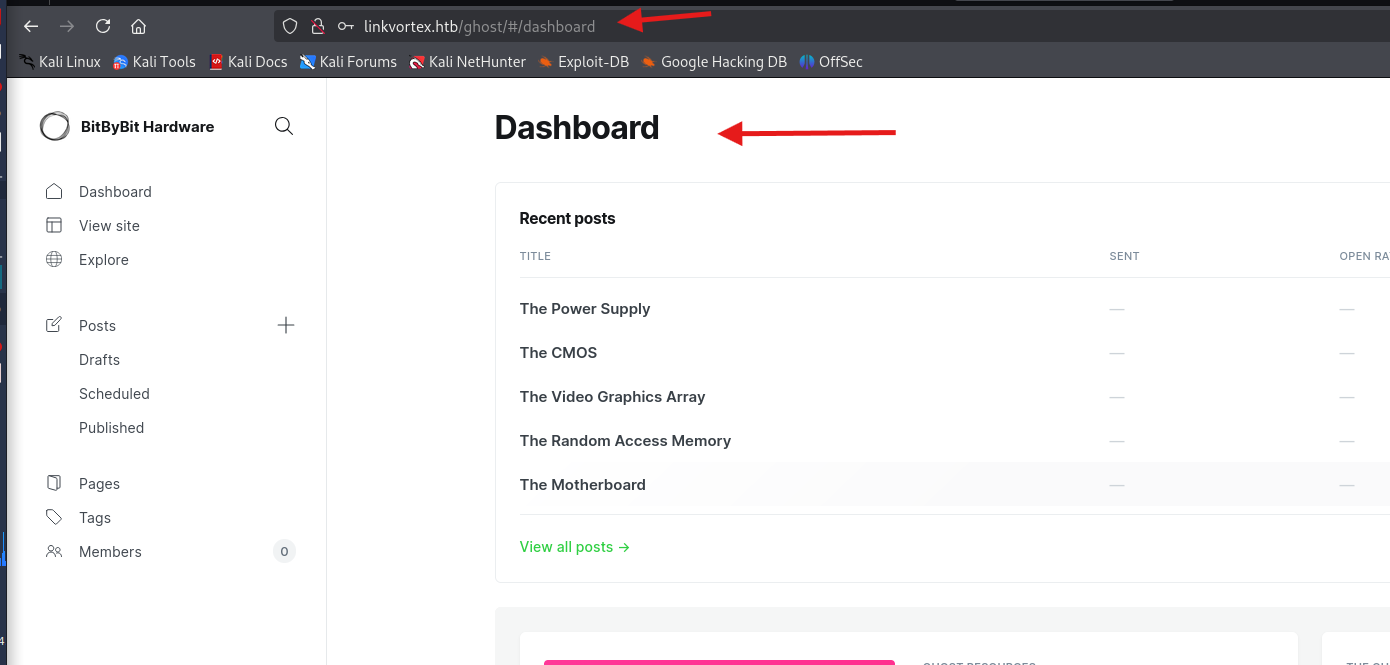 linkvortex.htb/ghost/#/dashboard
Kali Linux Kali Tools Kali Docs Kali Forums Kali NetHunter Exploit-DB Google Hacking DB OffSec
BitByBit Hardware
Dashboard
View site
Explore
Posts
Drafts
Scheduled
Published
Pages
Tags
Members 0
Dashboard
Recent posts
TITLE SENT OPEN
The Power Supply — —
The CMOS — —
The Video Graphics Array — —
The Random Access Memory — —
The Motherboard — —
View all posts →